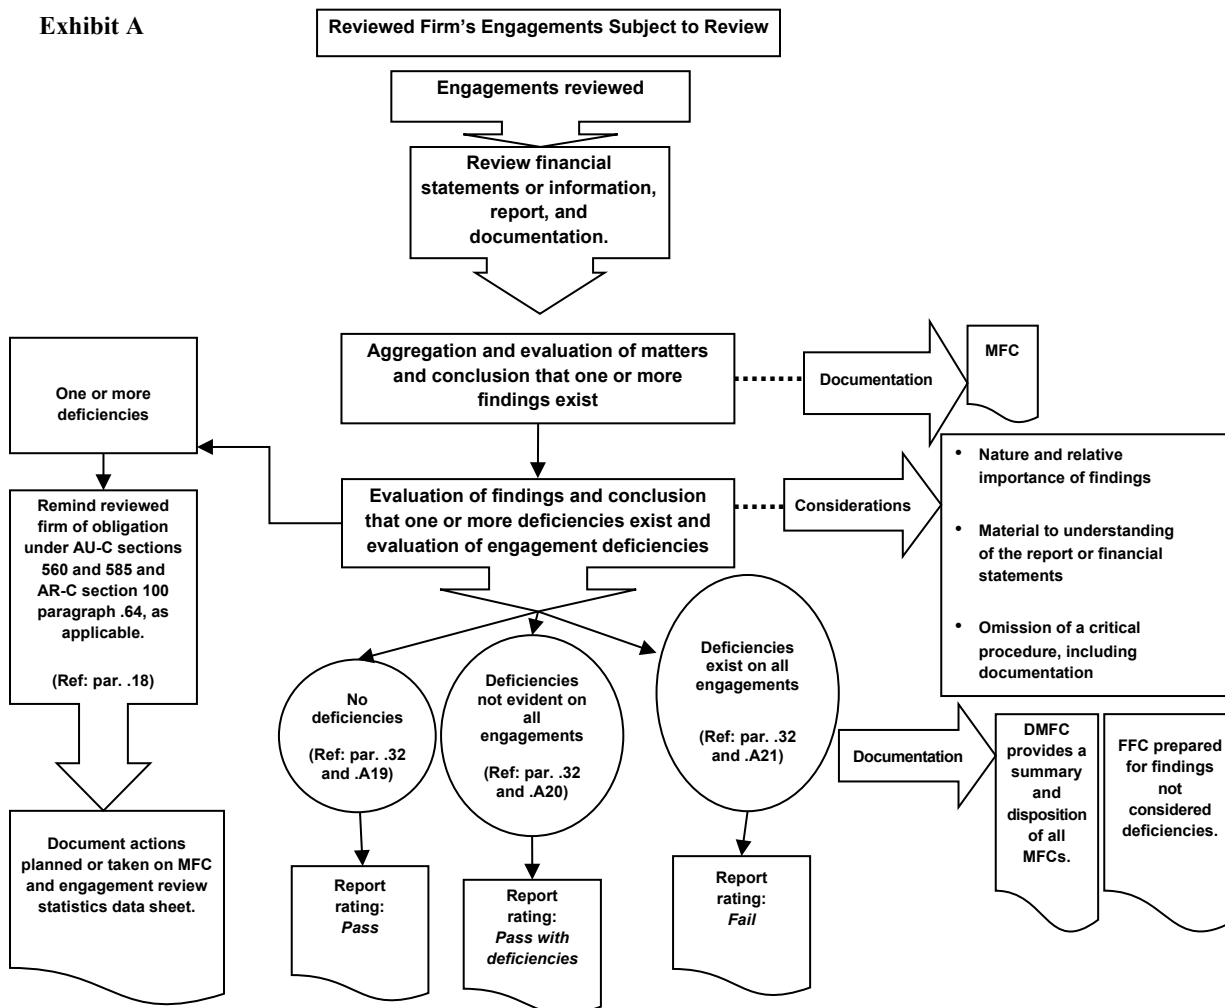 Exhibit A
Reviewed Firm's Engagements Subject to Review
Engagements reviewed
Review financial
statements or information,
report, and
documentation.
Aggregation and evaluation of matters
and conclusion that one or more
findings exist
Documentation
MFC
One or more
deficiencies
Evaluation of findings and conclusion
that one or more deficiencies exist and
evaluation of engagement deficiencies
Considerations
• Nature and relative
importance of findings
• Material to understanding
of the report or financial
statements
• Omission of a critical
procedure, including
documentation
Remind reviewed
firm of obligation
under AU-C sections
560 and 585 and
AR-C section 100
paragraph .64, as
applicable.
(Ref: par. .18)
No
deficiencies
(Ref: par. .32
and .A19)
Deficiencies
not evident on
all
engagements
(Ref: par. .32
and .A20)
Deficiencies
exist on all
engagements
(Ref: par. .32
and .A21)
Documentation
DMFC
provides a
summary
and
disposition
of all
MFCs.
FFC prepared
for findings
not
considered
deficiencies.
Document actions
planned or taken on MFC
and engagement review
statistics data sheet.
Report
rating:
Pass
Report
rating:
Pass with
deficiencies
Report
rating:
Fail